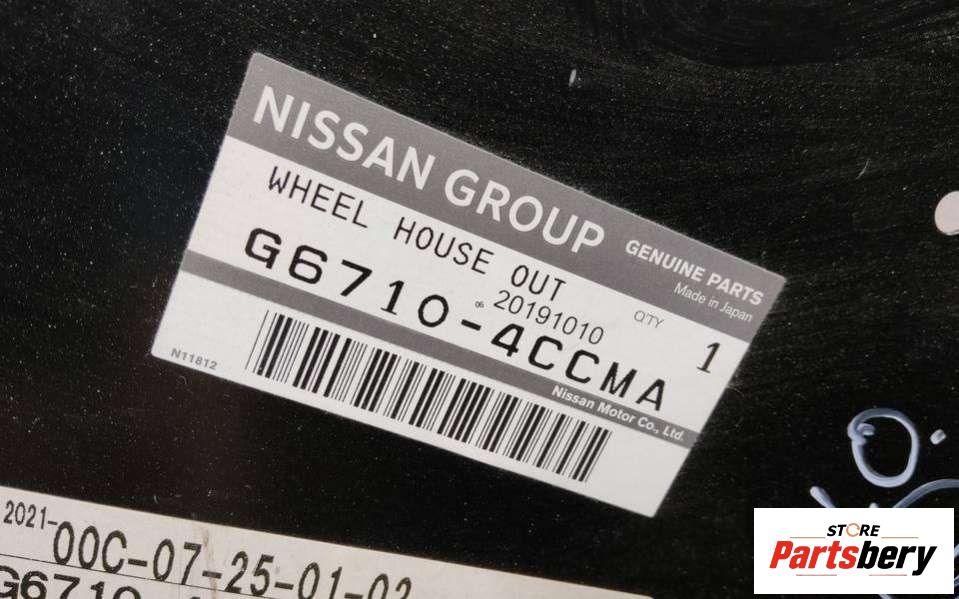 NISSAN GROUP
GENUINE PARTS
Made in Japan
WHEEL HOUSE OUT
06 20191010
QTY
1
G6710-4CCMA
Nissan Motor Co., Ltd.
N11812
2021-00C-07-25-01-02
G6710
STORE
Partsbery